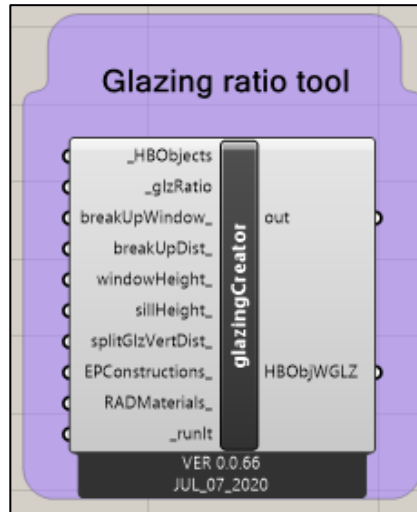 Glazing ratio tool
_HBObjects
_glzRatio
breakUpWindow_
breakUpDist_
windowHeight_
sillHeight_
splitGlzVertDist_
EPConstructions_
RADMaterials_
_runIt
glazingCreator
out
HBObjWGLZ
VER 0.0.66
JUL_07_2020